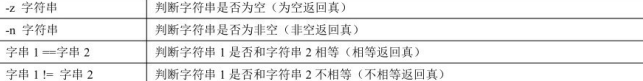 -z 字符串 判断字符串是否为空（为空返回真）
-n 字符串 判断字符串是否为非空（非空返回真）
字串 1 ==字串 2 判断字符串 1 是否和字符串 2 相等（相等返回真）
字串 1 != 字串 2 判断字符串 1 是否和字符串 2 不相等（不相等返回真）